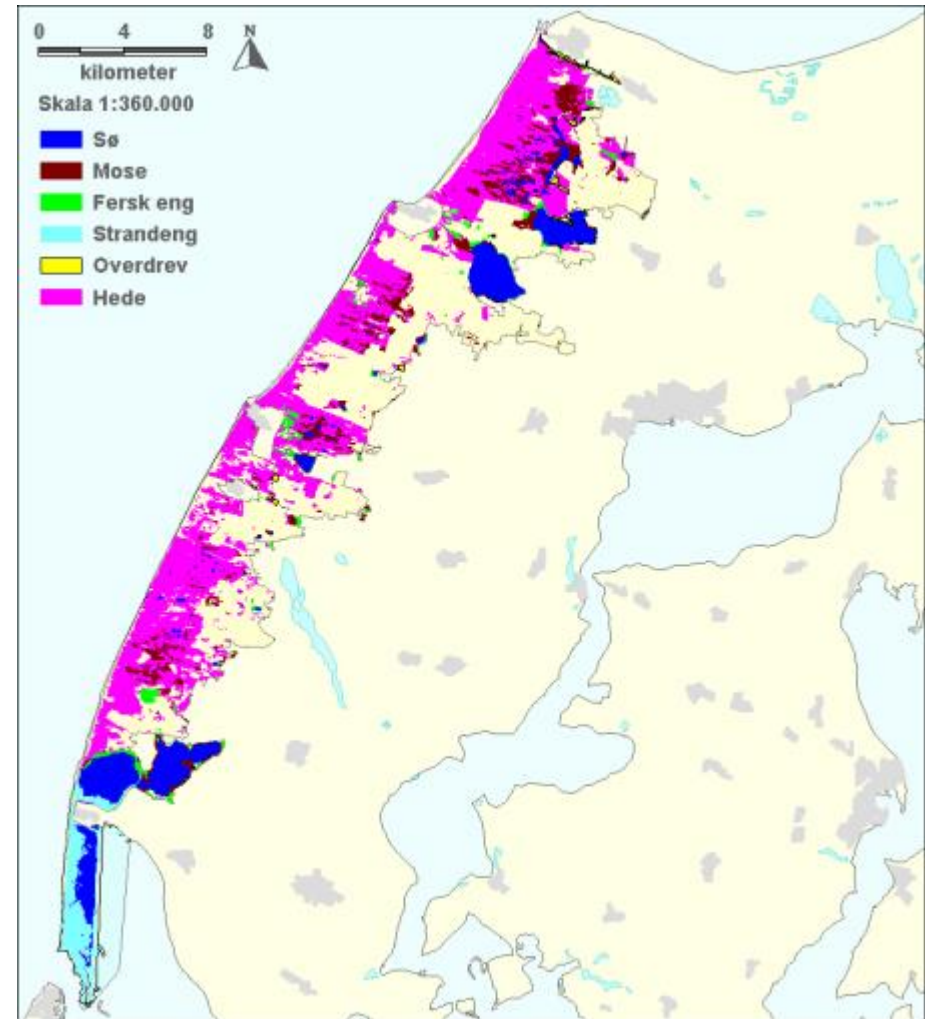 0 4 8
N
kilometer
Skala 1:360.000
Sø
Mose
Fersk eng
Strandeng
Overdrev
Hede